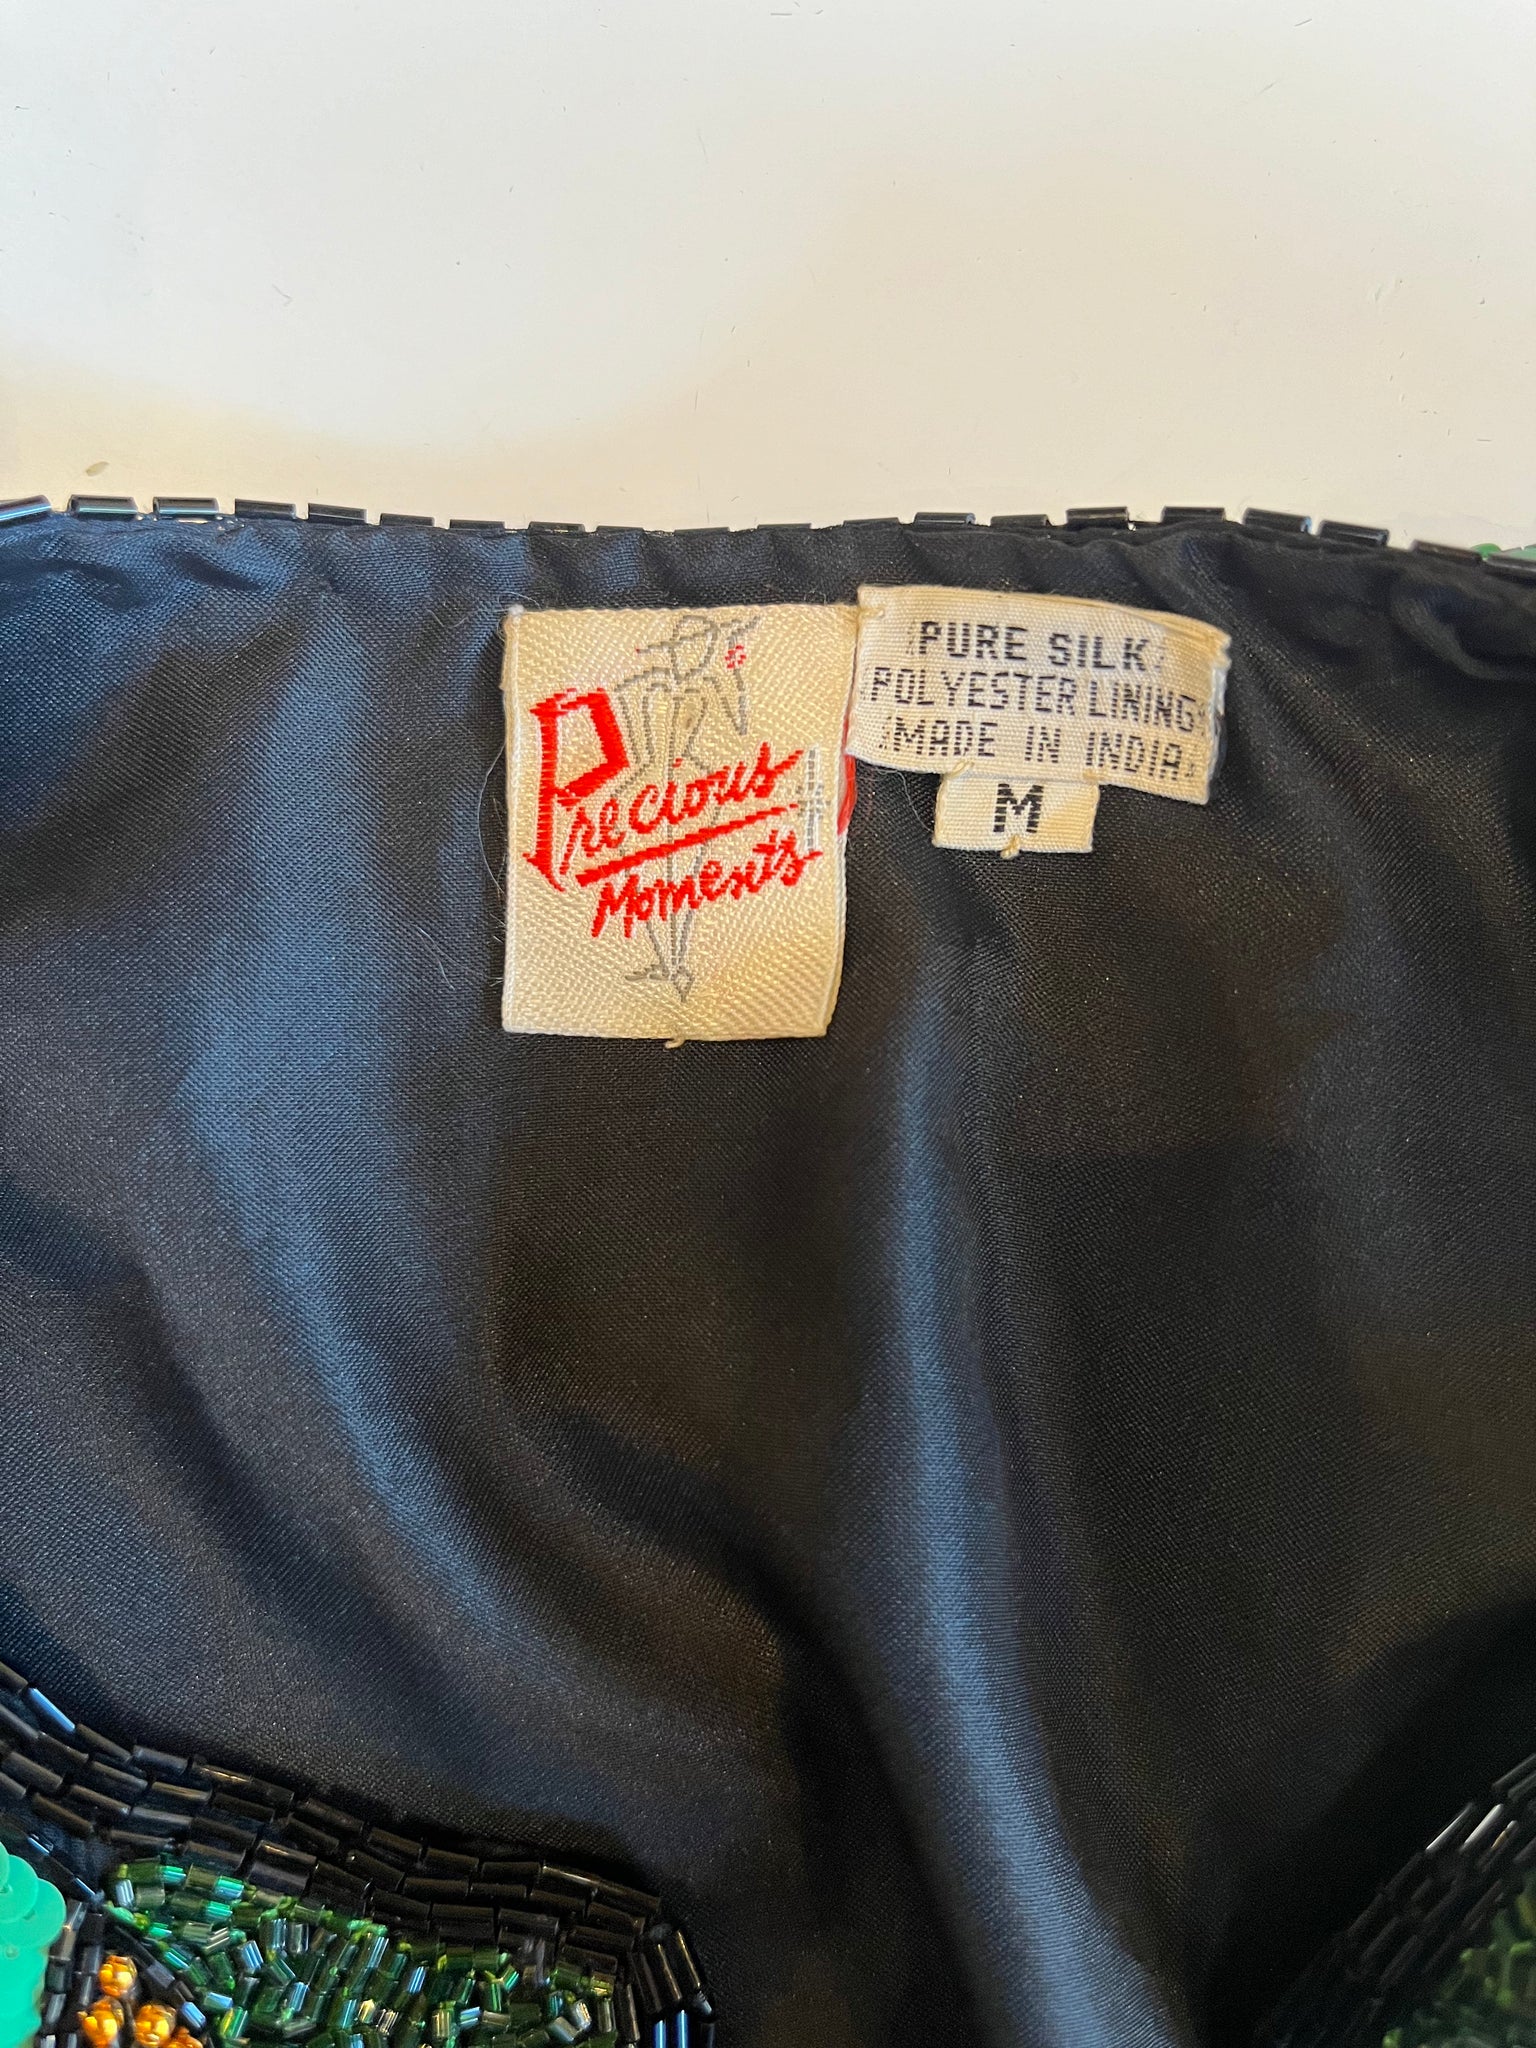 Precious
Moments
PURE SILK
POLYESTER LINING
MADE IN INDIA
M